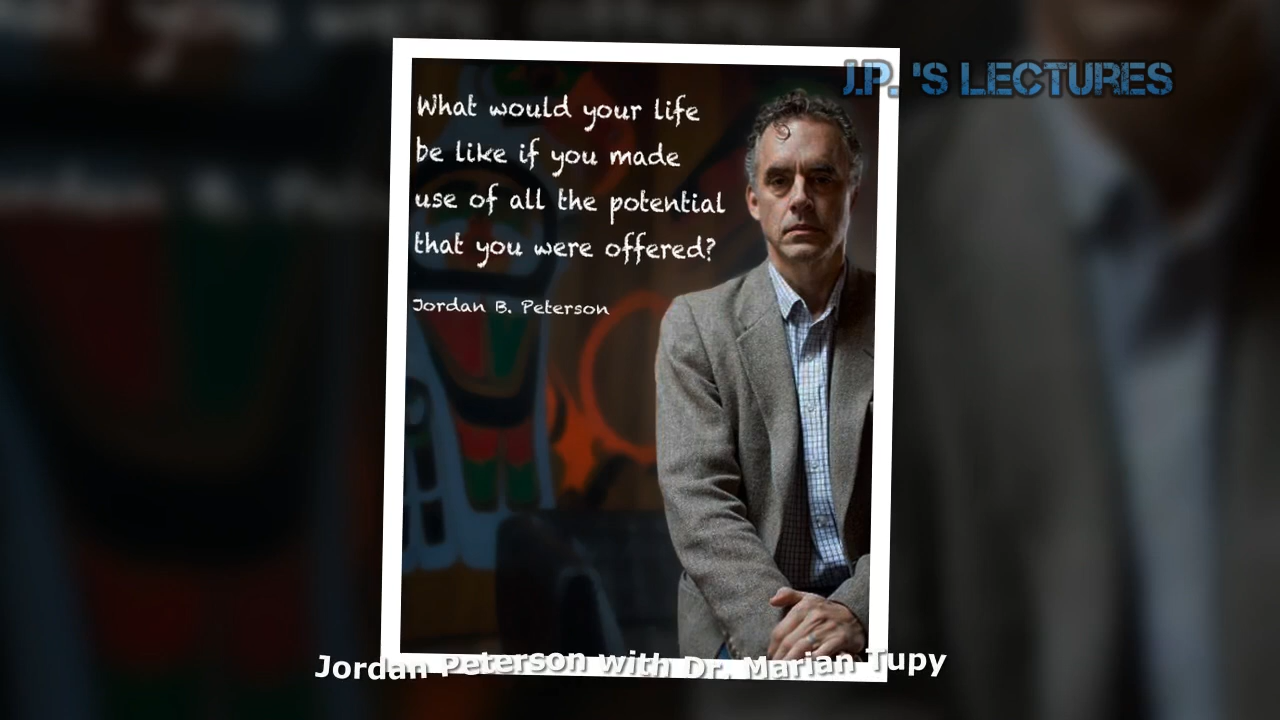 J.P. 'S LECTURES
What would your life
be like if you made
use of all the potential
that you were offered?
Jordan B. Peterson
Jordan Peterson with Dr. Marian Tupy